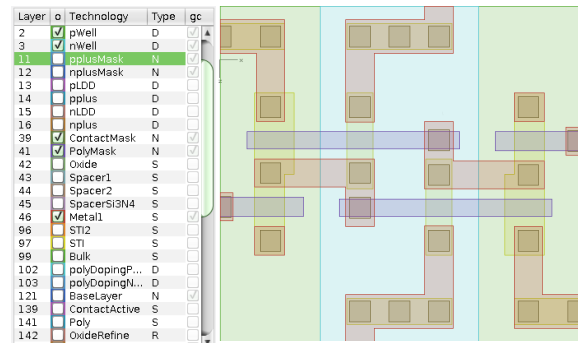 Layer o Technology Type gc
2 pWell D
3 nWell D
11 pplusMask N
12 nplusMask N
13 pLDD D
14 pplus D
15 nLDD D
16 nplus D
39 ContactMask N
41 PolyMask N
42 Oxide S
43 Spacer1 S
44 Spacer2 S
45 SpacerSi3N4 S
46 Metal1 S
96 STI2 S
97 STI S
99 Bulk S
102 polyDopingP... D
103 polyDopingN... D
121 BaseLayer N
139 ContactActive S
141 Poly S
142 OxideRefine R
x